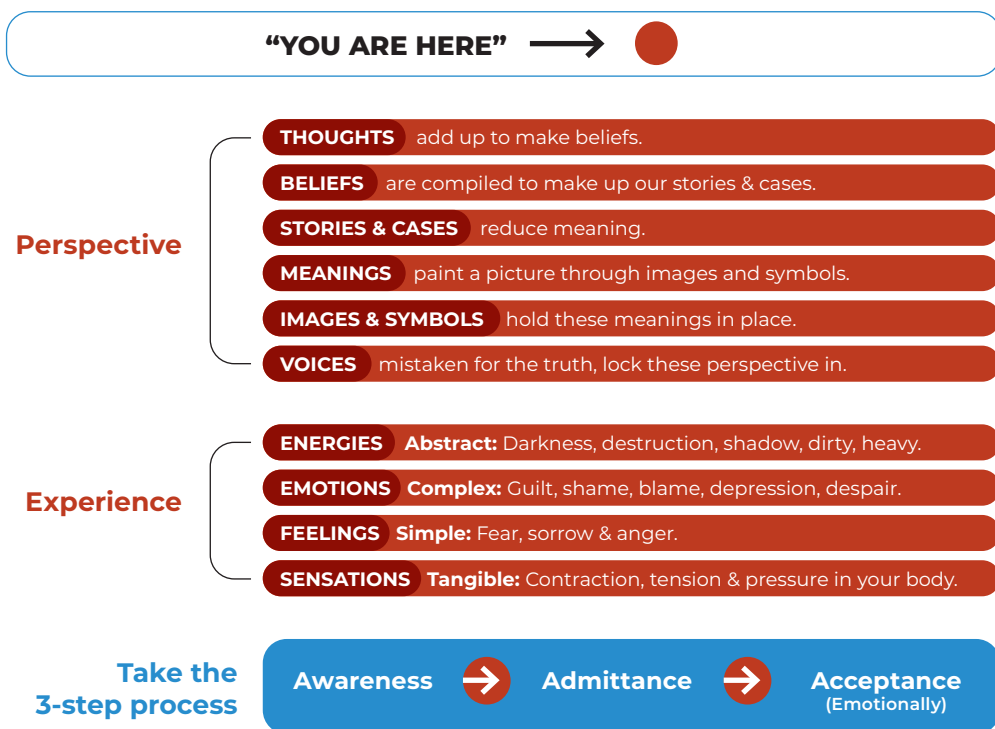 “YOU ARE HERE”
Perspective
THOUGHTS add up to make beliefs.
BELIEFS are compiled to make up our stories & cases.
STORIES & CASES reduce meaning.
MEANINGS paint a picture through images and symbols.
IMAGES & SYMBOLS hold these meanings in place.
VOICES mistaken for the truth, lock these perspective in.
Experience
ENERGIES Abstract: Darkness, destruction, shadow, dirty, heavy.
EMOTIONS Complex: Guilt, shame, blame, depression, despair.
FEELINGS Simple: Fear, sorrow & anger.
SENSATIONS Tangible: Contraction, tension & pressure in your body.
Take the
3-step process
Awareness
Admittance
Acceptance
(Emotionally)